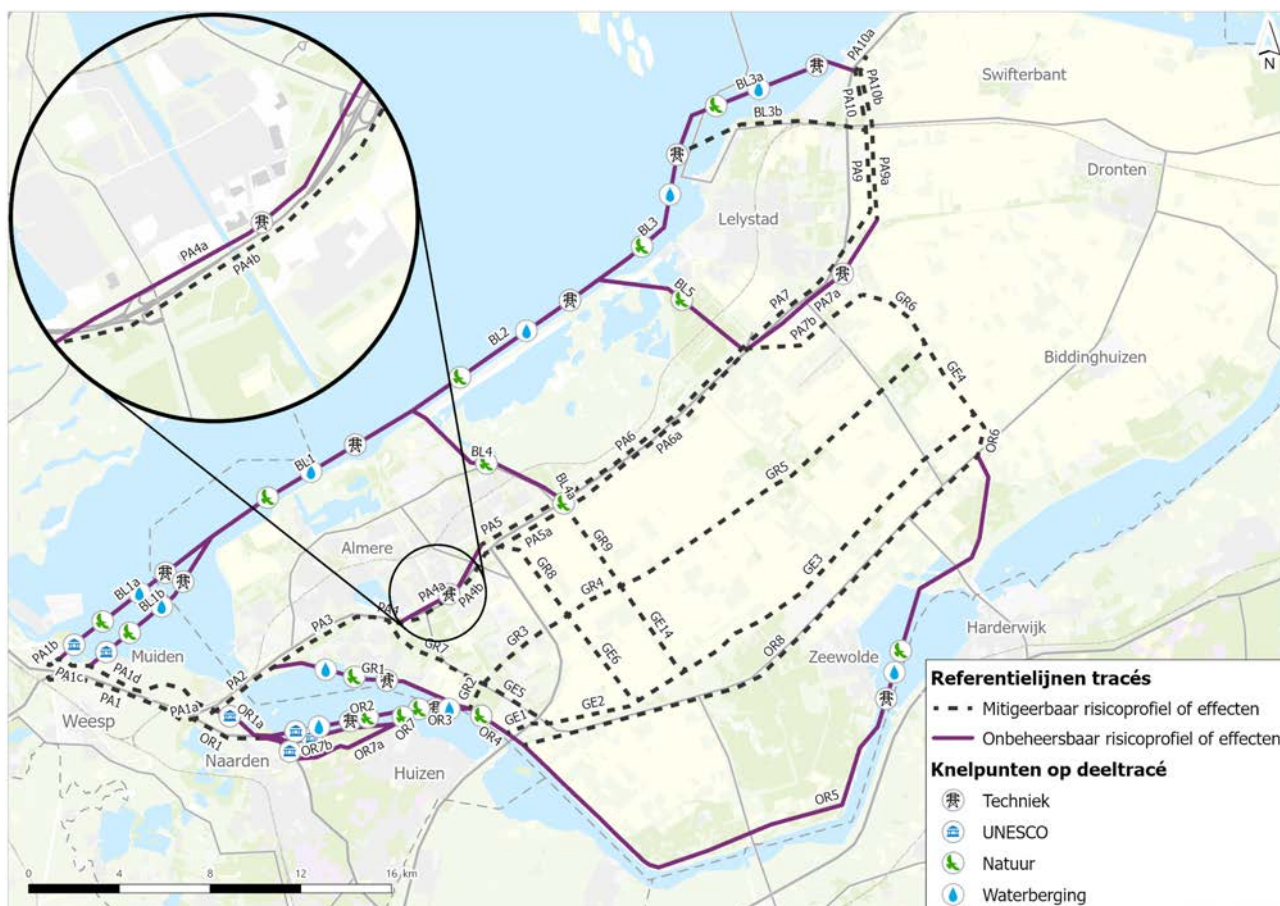 PA10a
N
Swifterbant
BL3a
PA10b
PA10
BL3b
Dronten
PA9
PA9a
Lelystad
PA4a
PA4b
BL3
BL5
PA7
PA7a
GR6
PA7b
BL2
Biddinghuizen
GE4
PA6
PA6a
OR6
BL4
GR5
BL1
BL4a
PA5
Almere
PA5a
GR9
GR8
GE3
BL1a
PA4a
PA4b
GR4
BL1b
PA3
PA4
GR3
GE14
OR8
Harderwijk
PA1b
Muiden
GR7
GE6
Zeewolde
PA1c
PA1d
PA2
GR1
GR2
GE5
PA1
PA1a
GE2
Weesp
OR1a
OR2
OR3
GE1
OR1
OR7b
OR7
OR4
Naarden
OR7a
Huizen
OR5
0
4
8
12
16
km
Referentielijnen tracés
Mitigeerbaar risicoprofiel of effecten
Onbeheersbaar risicoprofiel of effecten
Knelpunten op deeltracé
Techniek
UNESCO
Natuur
Waterberging